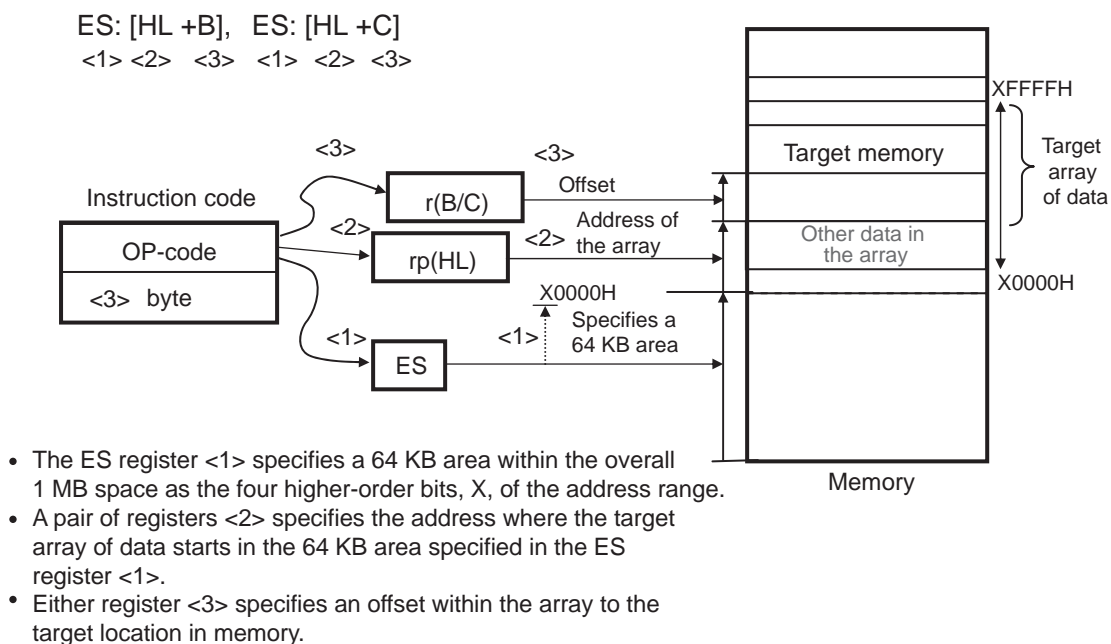 ES: [HL +B], ES: [HL +C]
<1> <2> <3> <1> <2> <3>
XFFFFH
<3>
<3>
Target memory
Target
array
of data
Instruction code
r(B/C)
Offset
OP-code
<2>
rp(HL)
<2>
Address of
the array
Other data in
the array
<3> byte
X0000H
X0000H
<1>
ES
<1>
Specifies a
64 KB area
Memory
• The ES register <1> specifies a 64 KB area within the overall
1 MB space as the four higher-order bits, X, of the address range.
• A pair of registers <2> specifies the address where the target
array of data starts in the 64 KB area specified in the ES
register <1>.
• Either register <3> specifies an offset within the array to the
target location in memory.